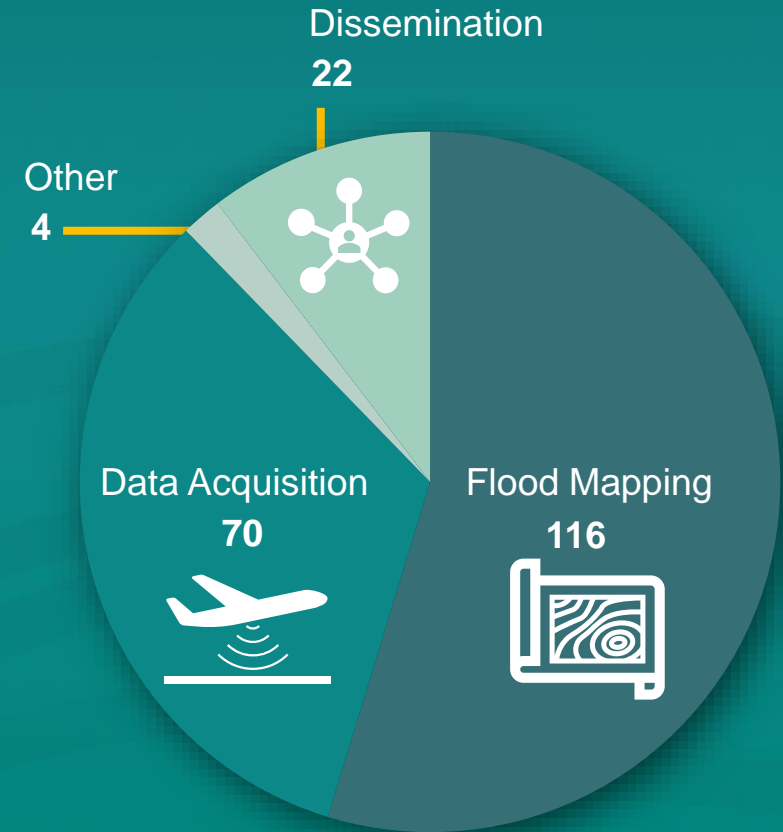 Dissemination
22
Other
4
Data Acquisition
70
Flood Mapping
116